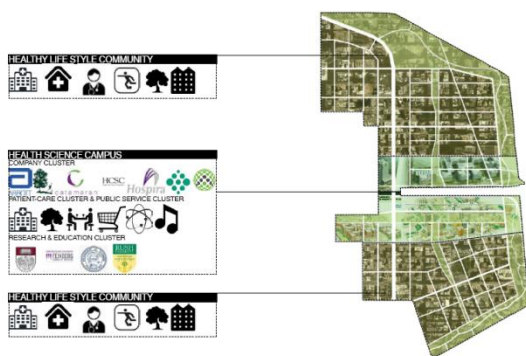 HEALTHY LIFE STYLE COMMUNITY
HEALTH SCIENCE CAMPUS
COMPANY CLUSTER
catamaran
HCSC
Hospira
PATIENT-CARE CLUSTER & PUBLIC SERVICE CLUSTER
RESEARCH & EDUCATION CLUSTER
HEALTHY LIFE STYLE COMMUNITY